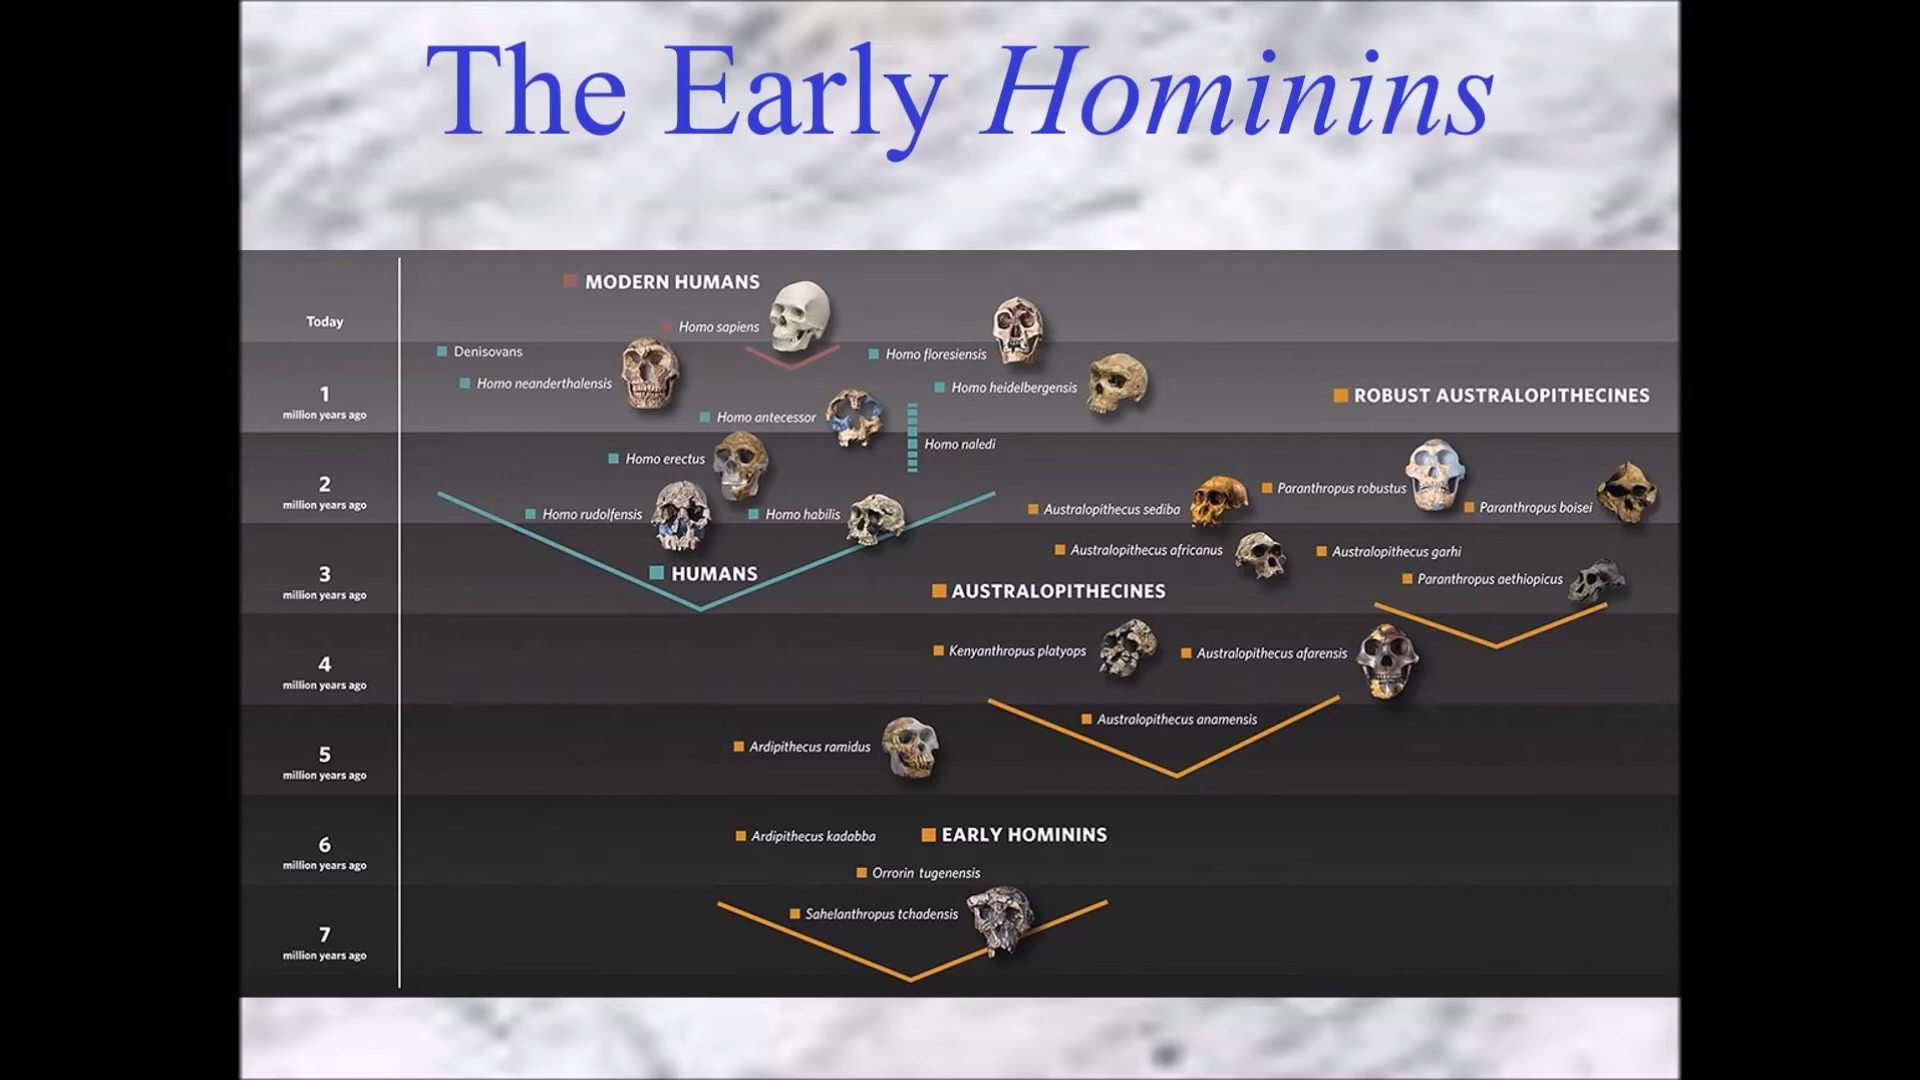 The Early Hominins
MODERN HUMANS
Today
Homo sapiens
Denisovans
Homo floresiensis
Homo neanderthalensis
Homo heidelbergensis
1
million years ago
ROBUST AUSTRALOPITHECINES
Homo antecessor
Homo naledi
Homo erectus
2
million years ago
Paranthropus robustus
Paranthropus boisei
Australopithecus sediba
Homo rudolfensis
Homo habilis
Australopithecus africanus
Australopithecus garhi
3
million years ago
HUMANS
Paranthropus aethiopicus
AUSTRALOPITHECINES
Kenyanthropus platyops
Australopithecus afarensis
4
million years ago
Australopithecus anamensis
Ardipithecus ramidus
5
million years ago
Ardipithecus kadabba
EARLY HOMININS
6
million years ago
Orrorin tugenensis
Sahelanthropus tchadensis
7
million years ago